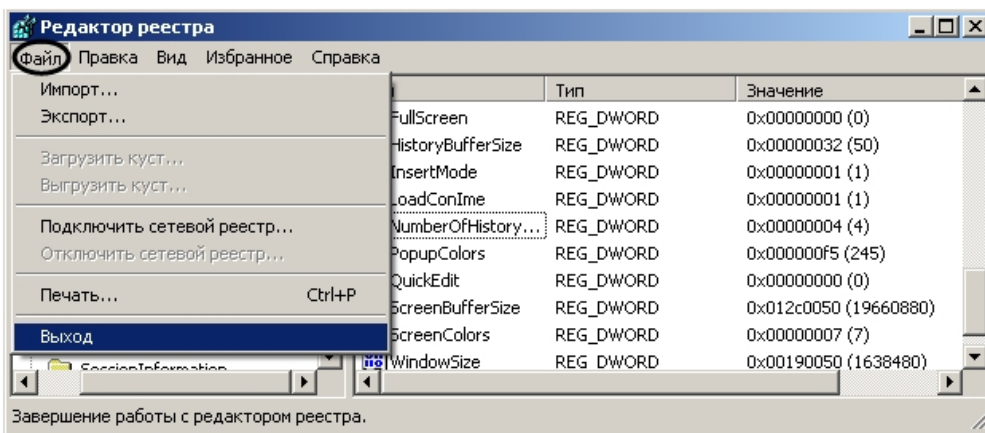 Редактор реестра
Файл Правка Вид Избранное Справка
Импорт...
Экспорт...
Загрузить куст...
Выгрузить куст...
Подключить сетевой реестр...
Отключить сетевой реестр...
Печать... Ctrl+P
Выход
Тип Значение
FullScreen REG_DWORD 0x00000000 (0)
HistoryBufferSize REG_DWORD 0x00000032 (50)
InsertMode REG_DWORD 0x00000001 (1)
LoadConIme REG_DWORD 0x00000001 (1)
NumberOfHistory... REG_DWORD 0x00000004 (4)
PopupColors REG_DWORD 0x000000f5 (245)
QuickEdit REG_DWORD 0x00000000 (0)
ScreenBufferSize REG_DWORD 0x012c0050 (19660880)
ScreenColors REG_DWORD 0x00000007 (7)
WindowSize REG_DWORD 0x00190050 (1638480)
SessionInformation
Завершение работы с редактором реестра.